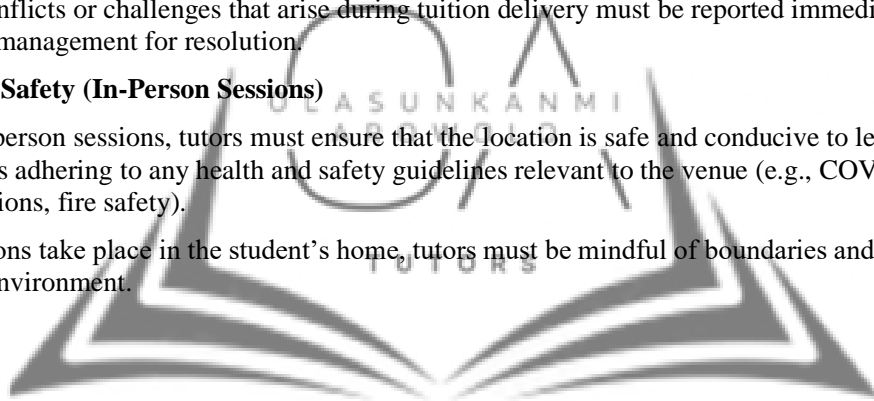 nflicts or challenges that arise during tuition delivery must be reported immedi
management for resolution.
Safety (In-Person Sessions)
OLASUNKANMI
person sessions, tutors must ensure that the location is safe and conducive to le
AROWOLO
s adhering to any health and safety guidelines relevant to the venue (e.g., COV
ions, fire safety).
ons take place in the student’s home, tutors must be mindful of boundaries and
TUTORS
nvironment.